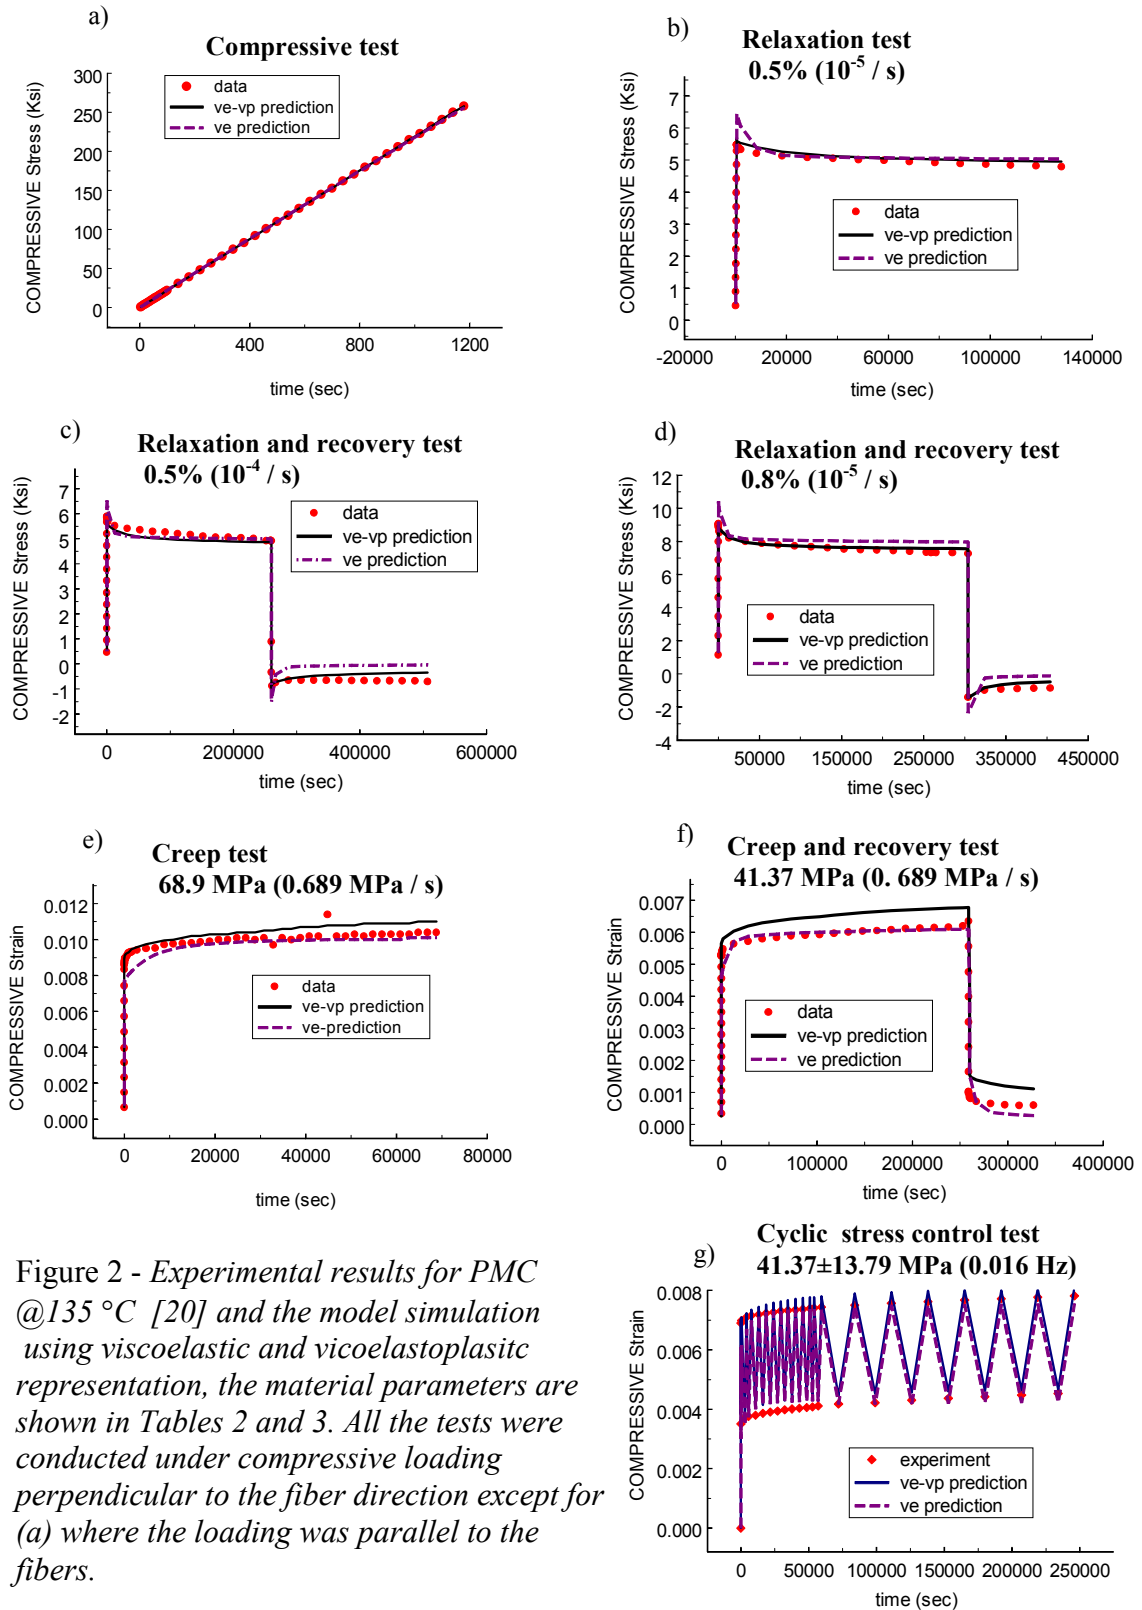 a)
Compressive test
COMPRESSIVE Stress (Ksi)
300
250
200
150
100
50
0
data
ve-vp prediction
ve prediction
0 400 800 1200
time (sec)
b)
Relaxation test
0.5% (10⁻⁵ / s)
COMPRESSIVE Stress (Ksi)
7
6
5
4
3
2
1
0
data
ve-vp prediction
ve prediction
-20000 20000 60000 100000 140000
time (sec)
c)
Relaxation and recovery test
0.5% (10⁻⁴ / s)
COMPRESSIVE Stress (Ksi)
7
6
5
4
3
2
1
0
-1
-2
data
ve-vp prediction
ve prediction
0 200000 400000 600000
time (sec)
d)
Relaxation and recovery test
0.8% (10⁻⁵ / s)
COMPRESSIVE Stress (Ksi)
12
10
8
6
4
2
0
-2
-4
data
ve-vp prediction
ve prediction
50000 150000 250000 350000 450000
time (sec)
e)
Creep test
68.9 MPa (0.689 MPa / s)
COMPRESSIVE Strain
0.012
0.010
0.008
0.006
0.004
0.002
0.000
data
ve-vp prediction
ve-prediction
0 20000 40000 60000 80000
time (sec)
f)
Creep and recovery test
41.37 MPa (0. 689 MPa / s)
COMPRESSIVE Strain
0.007
0.006
0.005
0.004
0.003
0.002
0.001
0.000
data
ve-vp prediction
ve prediction
0 100000 200000 300000 400000
time (sec)
g)
Cyclic stress control test
41.37±13.79 MPa (0.016 Hz)
COMPRESSIVE Strain
0.008
0.006
0.004
0.002
0.000
experiment
ve-vp prediction
ve prediction
0 50000 100000 150000 200000 250000
time (sec)
Figure 2 - Experimental results for PMC
@135 °C [20] and the model simulation
using viscoelastic and vicoelastoplasitc
representation, the material parameters are
shown in Tables 2 and 3. All the tests were
conducted under compressive loading
perpendicular to the fiber direction except for
(a) where the loading was parallel to the
fibers.